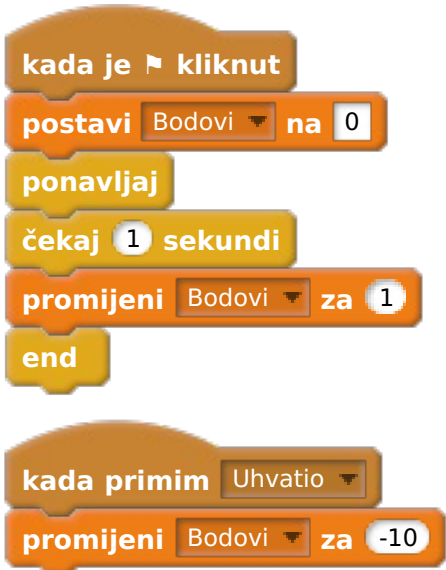 kada je ⚑ kliknut
postavi Bodovi na 0
ponavljaj
čekaj 1 sekundi
promijeni Bodovi za 1
end
kada primim Uhvatio
promijeni Bodovi za -10